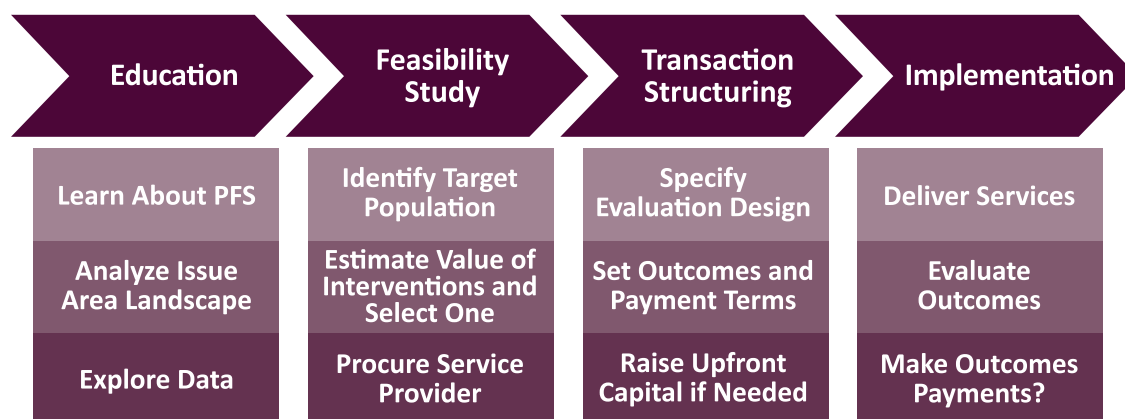 Education
Feasibility
Study
Transaction
Structuring
Implementation
Learn About PFS
Analyze Issue
Area Landscape
Explore Data
Identify Target
Population
Estimate Value of
Interventions and
Select One
Procure Service
Provider
Specify
Evaluation Design
Set Outcomes and
Payment Terms
Raise Upfront
Capital if Needed
Deliver Services
Evaluate
Outcomes
Make Outcomes
Payments?